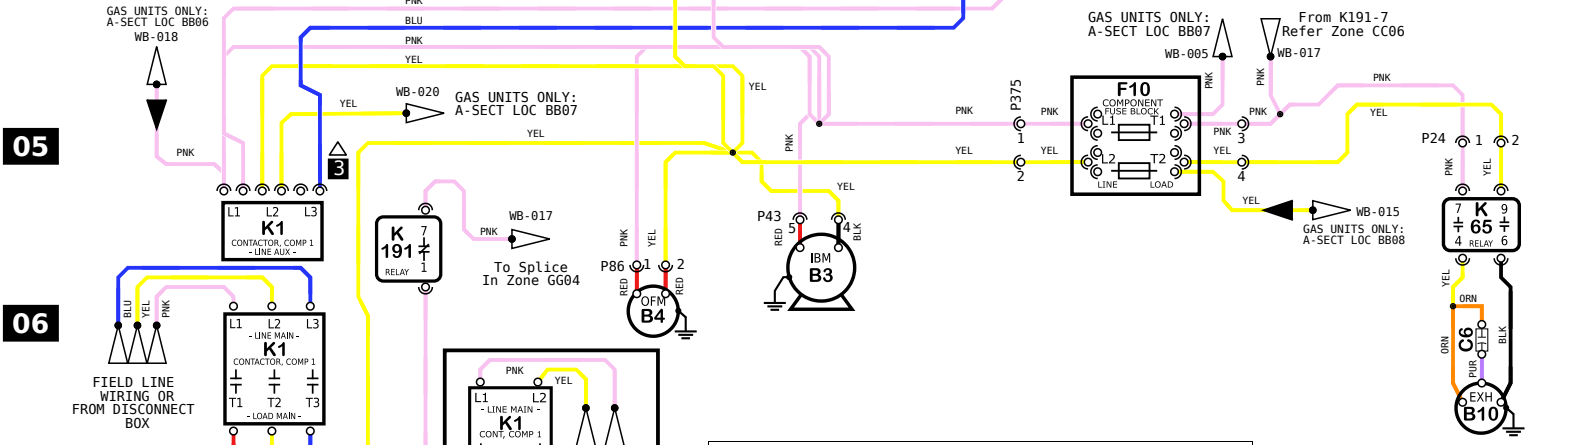 PNK
GAS UNITS ONLY:
A-SECT LOC BB06
WB-018
BLU
PNK
YEL
WB-020
GAS UNITS ONLY:
A-SECT LOC BB07
YEL
YEL
YEL
PNK
05
3
L1 L2 L3
K1
CONTACTOR, COMP 1
- LINE AUX -
K
191
RELAY
7
1
PNK
WB-017
To Splice
In Zone GG04
PNK
YEL
P86 1 2
RED
RED
OFM
B4
PNK
YEL
P43
5
4
RED
BLK
IBM
B3
PNK
P375
PNK
1
YEL
YEL
2
GAS UNITS ONLY:
A-SECT LOC BB07
WB-005
From K191-7
Refer Zone CC06
WB-017
PNK
PNK
F10
COMPONENT
FUSE BLOCK
L1 T1
L2 T2
LINE LOAD
PNK
3
PNK
PNK
YEL
4
YEL
YEL
WB-015
GAS UNITS ONLY:
A-SECT LOC BB08
P24 1 2
PNK
YEL
7 K 9
65
4 RELAY 6
YEL
ORN
ORN
C6
BLK
PUR
EXH
B10
06
BLU
YEL
PNK
FIELD LINE
WIRING OR
FROM DISCONNECT
BOX
L1 L2 L3
- LINE MAIN -
K1
CONTACTOR, COMP 1
T1 T2 T3
- LOAD MAIN -
PNK
YEL
L1 L2
- LINE MAIN -
K1
CONT, COMP 1